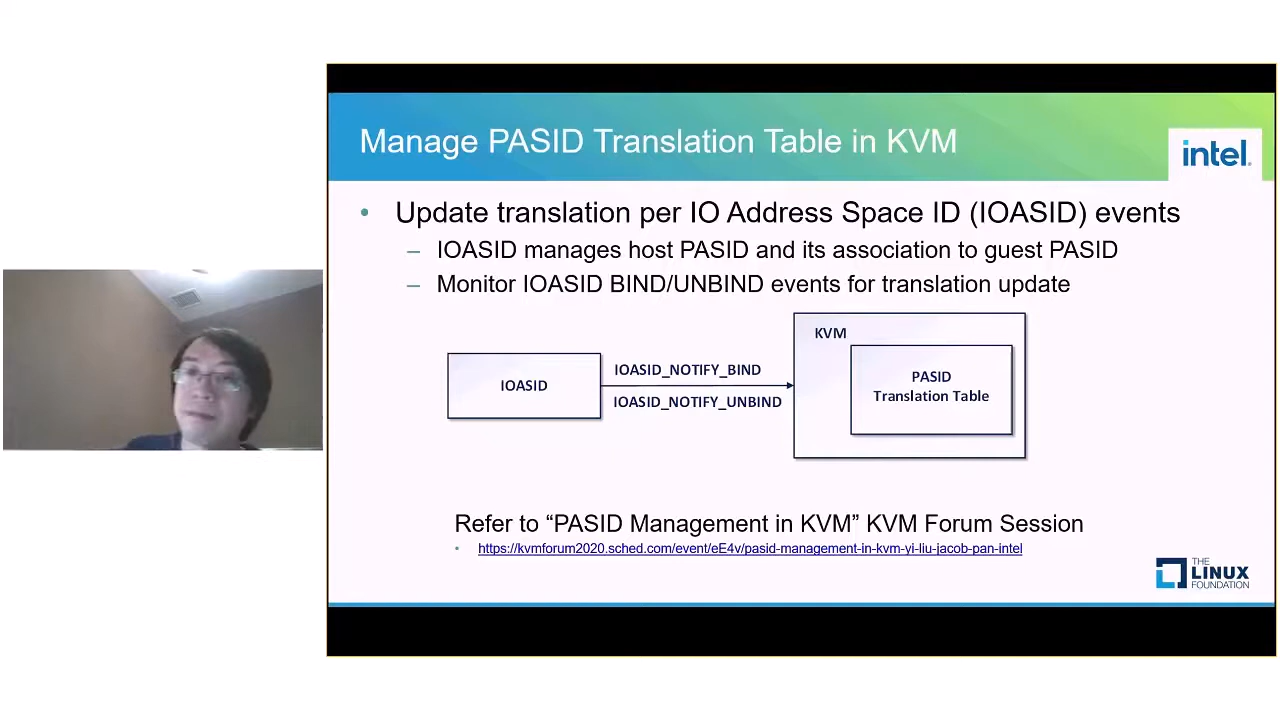 Manage PASID Translation Table in KVM
intel.
• Update translation per IO Address Space ID (IOASID) events
– IOASID manages host PASID and its association to guest PASID
– Monitor IOASID BIND/UNBIND events for translation update
KVM
IOASID
IOASID_NOTIFY_BIND
IOASID_NOTIFY_UNBIND
PASID
Translation Table
Refer to “PASID Management in KVM” KVM Forum Session
• https://kvmforum2020.sched.com/event/eE4v/pasid-management-in-kvm-yi-liu-jacob-pan-intel
THE
LINUX
FOUNDATION